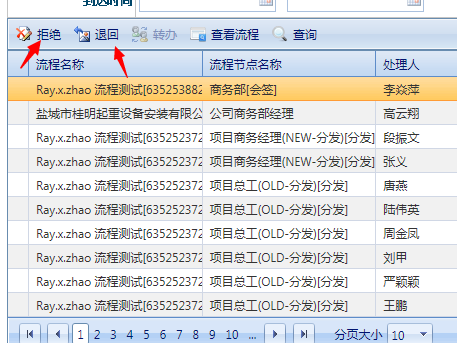 到达时间
拒绝 退回 转办 查看流程 查询
流程名称 流程节点名称 处理人
Ray.x.zhao 流程测试[635253882 商务部[会签] 李焱萍
盐城市桂明起重设备安装有限公 公司商务部经理 高云翔
Ray.x.zhao 流程测试[635252372 项目商务经理(NEW-分发)[分发] 段振文
Ray.x.zhao 流程测试[635252372 项目商务经理(NEW-分发)[分发] 张义
Ray.x.zhao 流程测试[635252372 项目总工(OLD-分发)[分发] 唐燕
Ray.x.zhao 流程测试[635252372 项目总工(OLD-分发)[分发] 陆伟英
Ray.x.zhao 流程测试[635252372 项目总工(OLD-分发)[分发] 周金凤
Ray.x.zhao 流程测试[635252372 项目总工(OLD-分发)[分发] 刘甲
Ray.x.zhao 流程测试[635252372 项目总工(OLD-分发)[分发] 严颖颖
Ray.x.zhao 流程测试[635252372 项目总工(OLD-分发)[分发] 王鹏
1 2 3 4 5 6 7 8 9 10 ... 分页大小 10